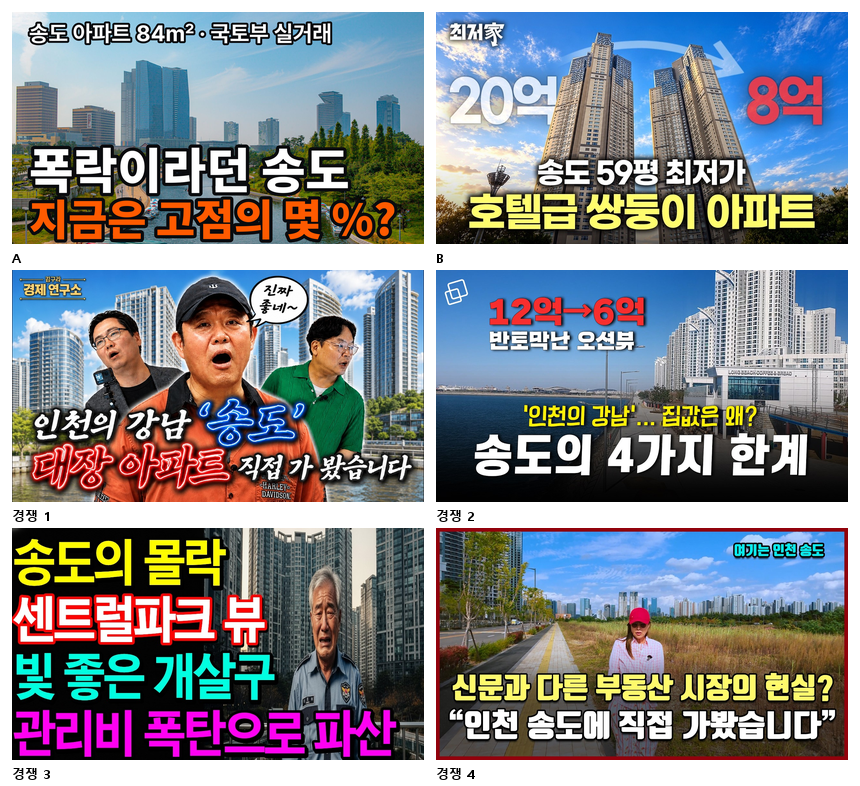 송도 아파트 84m² · 국토부 실거래
폭락이라던 송도
지금은 고점의 몇 %?
A
최저家
20억
8억
송도 59평 최저가
호텔급 쌍둥이 아파트
B
경제 연구소
진짜
좋네~
인천의 강남 '송도'
대장 아파트 직접 가 봤습니다
HARLEY
DAVIDSON
경쟁 1
12억→6억
반토막난 오션뷰
'인천의 강남'... 집값은 왜?
송도의 4가지 한계
경쟁 2
송도의 몰락
센트럴파크 뷰
빛 좋은 개살구
관리비 폭탄으로 파산
경쟁 3
여기는 인천 송도
신문과 다른 부동산 시장의 현실?
“인천 송도에 직접 가봤습니다”
경쟁 4